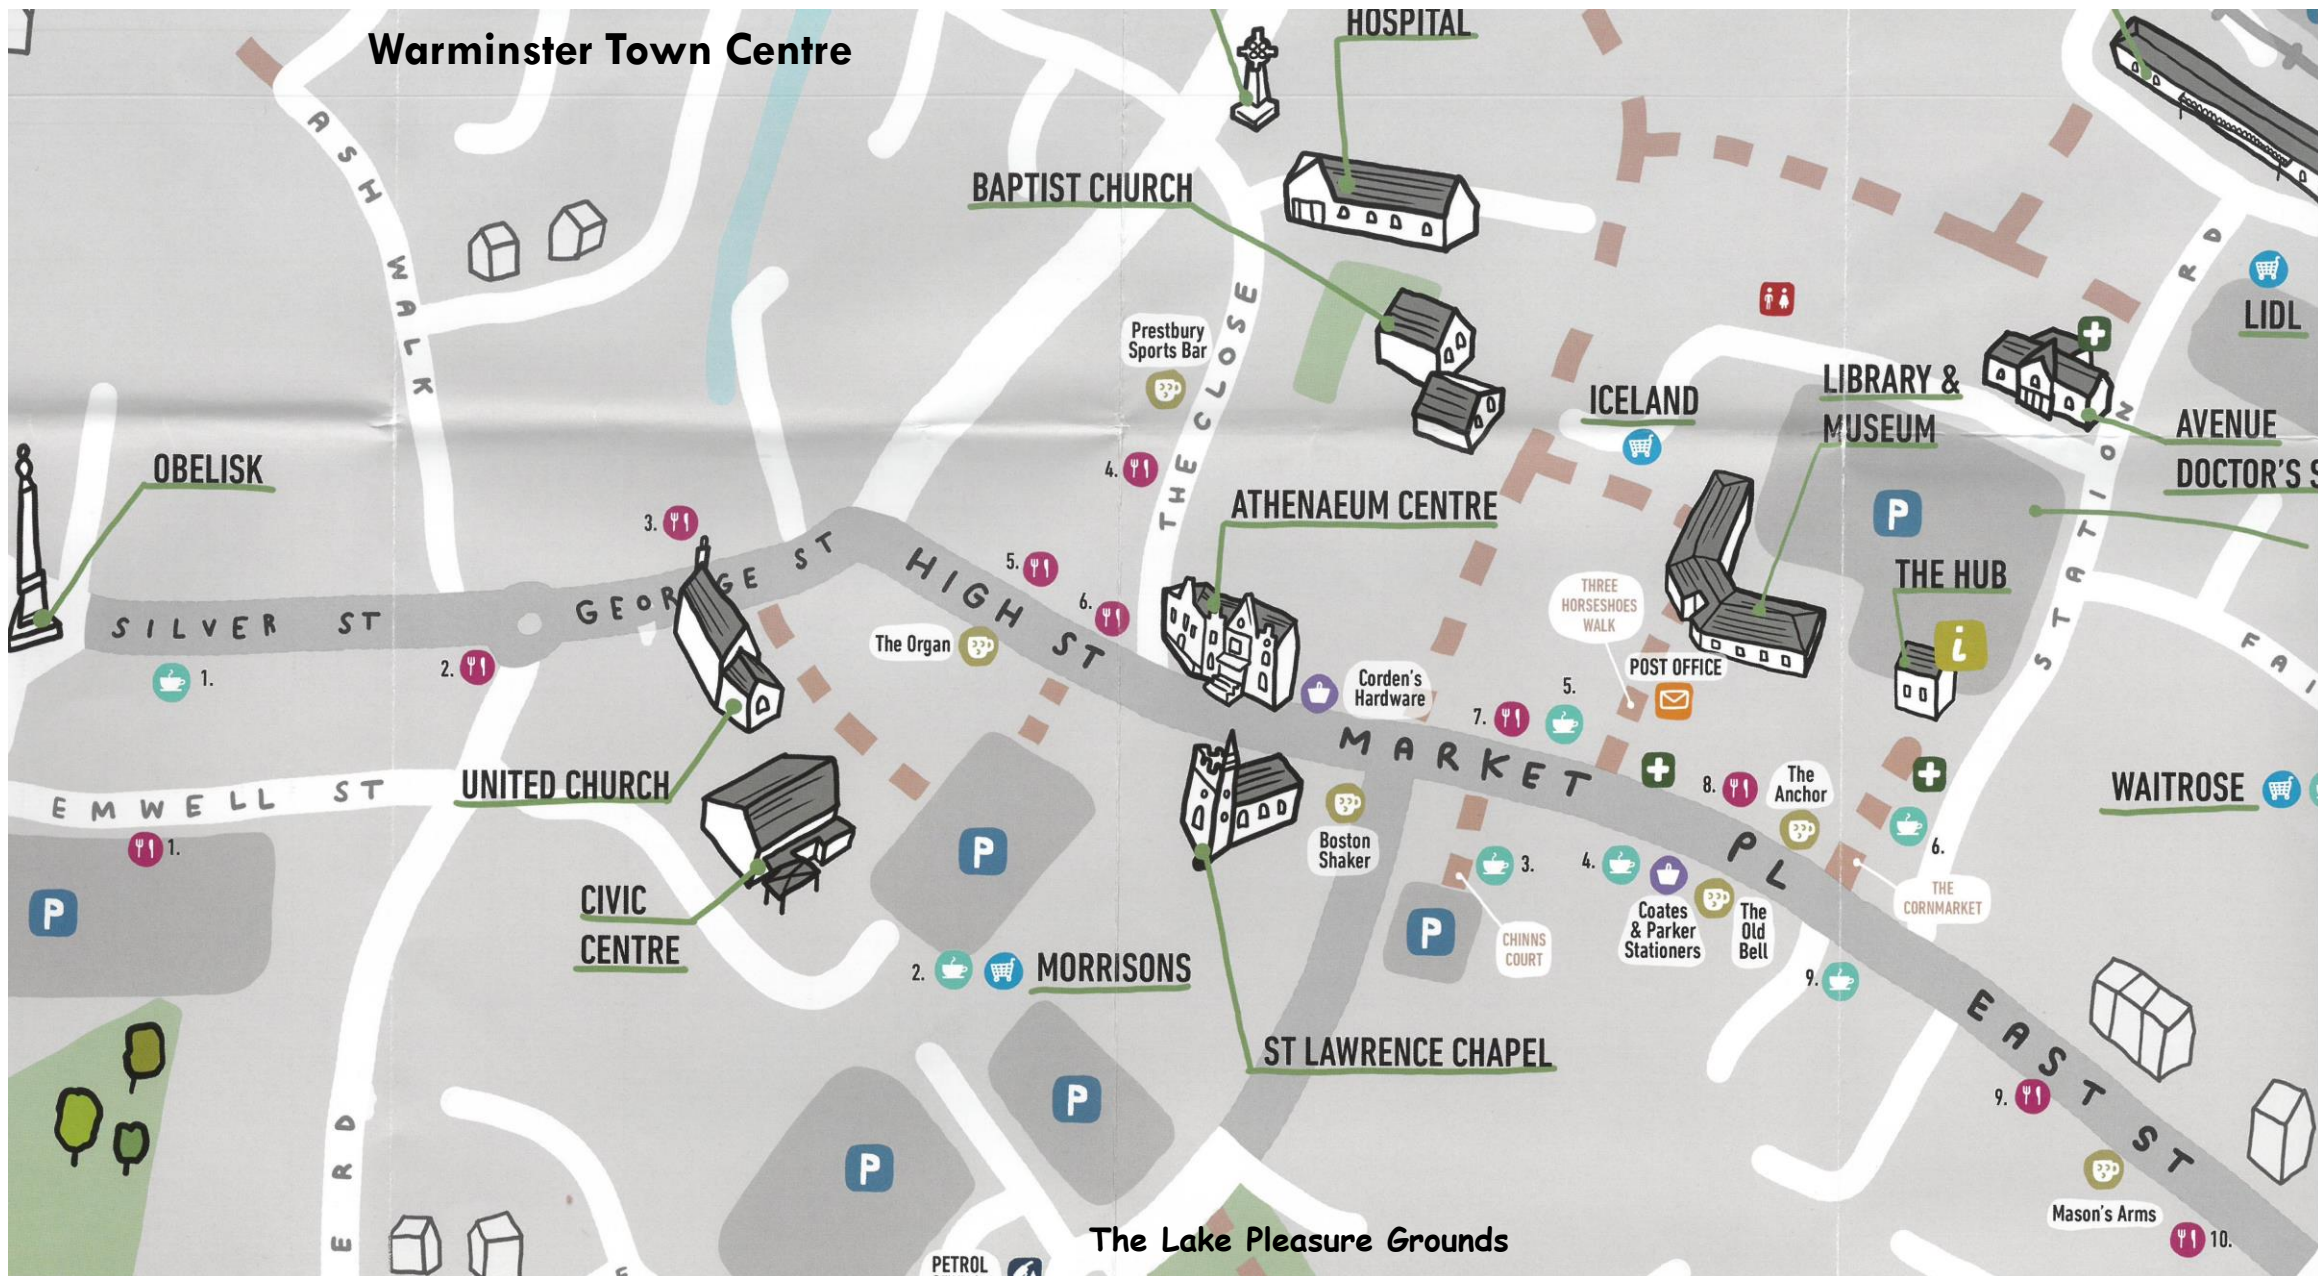 Warminster Town Centre
HOSPITAL
ASH WALK
BAPTIST CHURCH
RD
LIDL
Prestbury
Sports Bar
THE CLOSE
ICELAND
LIBRARY &
MUSEUM
AVENUE
DOCTOR'S S
OBELISK
4.
ATHENAEUM CENTRE
P
3.
5.
6.
THE HUB
i
STATION
SILVER ST
GEORGE ST
HIGH ST
THREE
HORSESHOES
WALK
The Organ
1.
2.
POST OFFICE
Corden's
Hardware
5.
7.
FAI
MARKET
PL
UNITED CHURCH
EMWELL ST
1.
8.
The
Anchor
WAITROSE
Boston
Shaker
P
3.
4.
6.
THE
CORNMARKET
P
CIVIC
CENTRE
P
CHINNS
COURT
Coates
& Parker
Stationers
The
Old
Bell
2.
MORRISONS
9.
EAST ST
ST LAWRENCE CHAPEL
P
9.
P
ERD
Mason's Arms
10.
The Lake Pleasure Grounds
PETROL